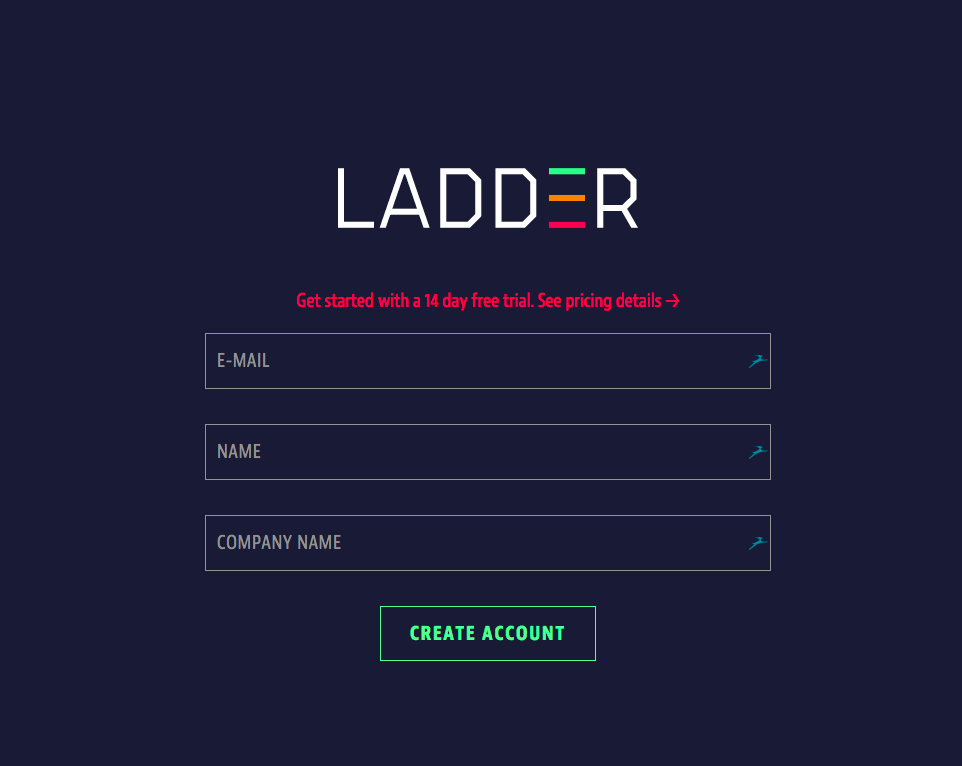 LADDER
Get started with a 14 day free trial. See pricing details →
E-MAIL
NAME
COMPANY NAME
CREATE ACCOUNT